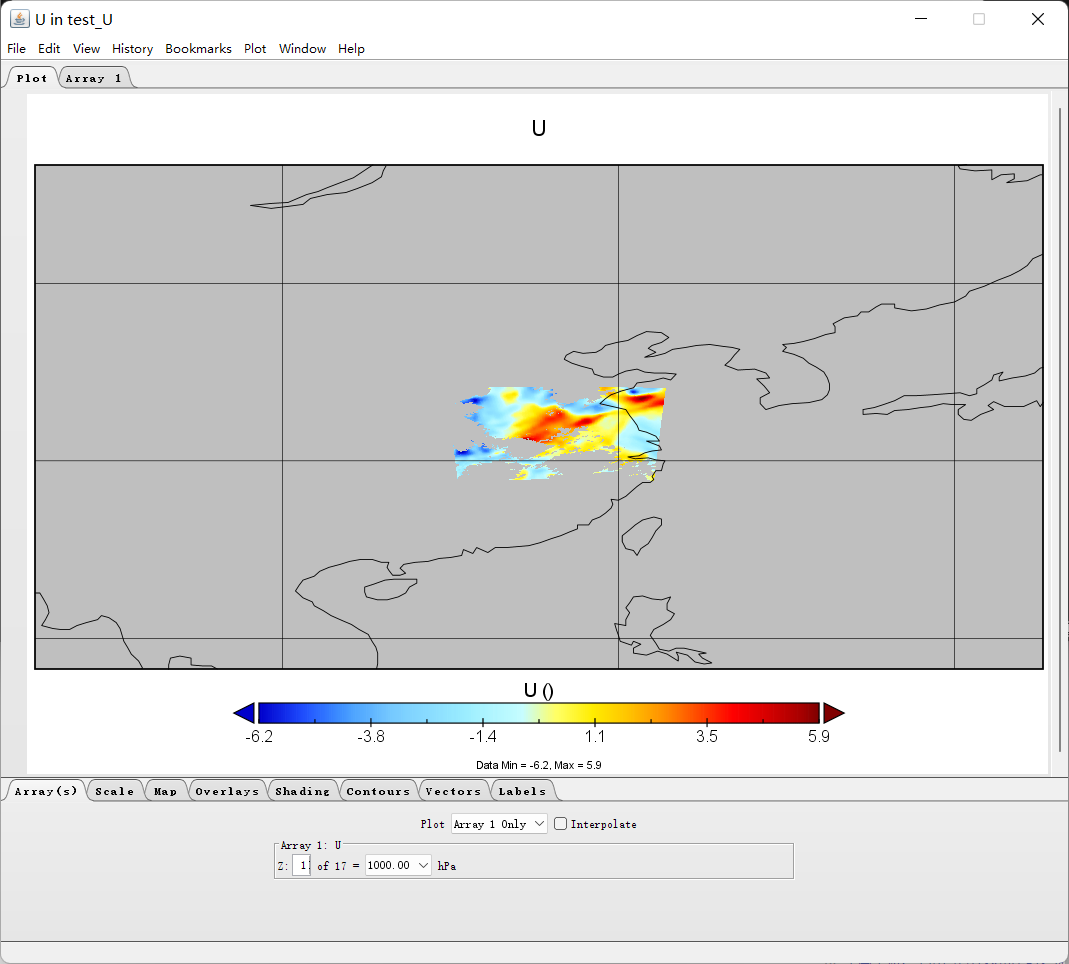 U in test_U
File Edit View History Bookmarks Plot Window Help
Plot Array 1
U
U ()
-6.2 -3.8 -1.4 1.1 3.5 5.9
Data Min = -6.2, Max = 5.9
Array(s) Scale Map Overlays Shading Contours Vectors Labels
Plot Array 1 Only Interpolate
Array 1: U
Z: 1 of 17 = 1000.00 hPa